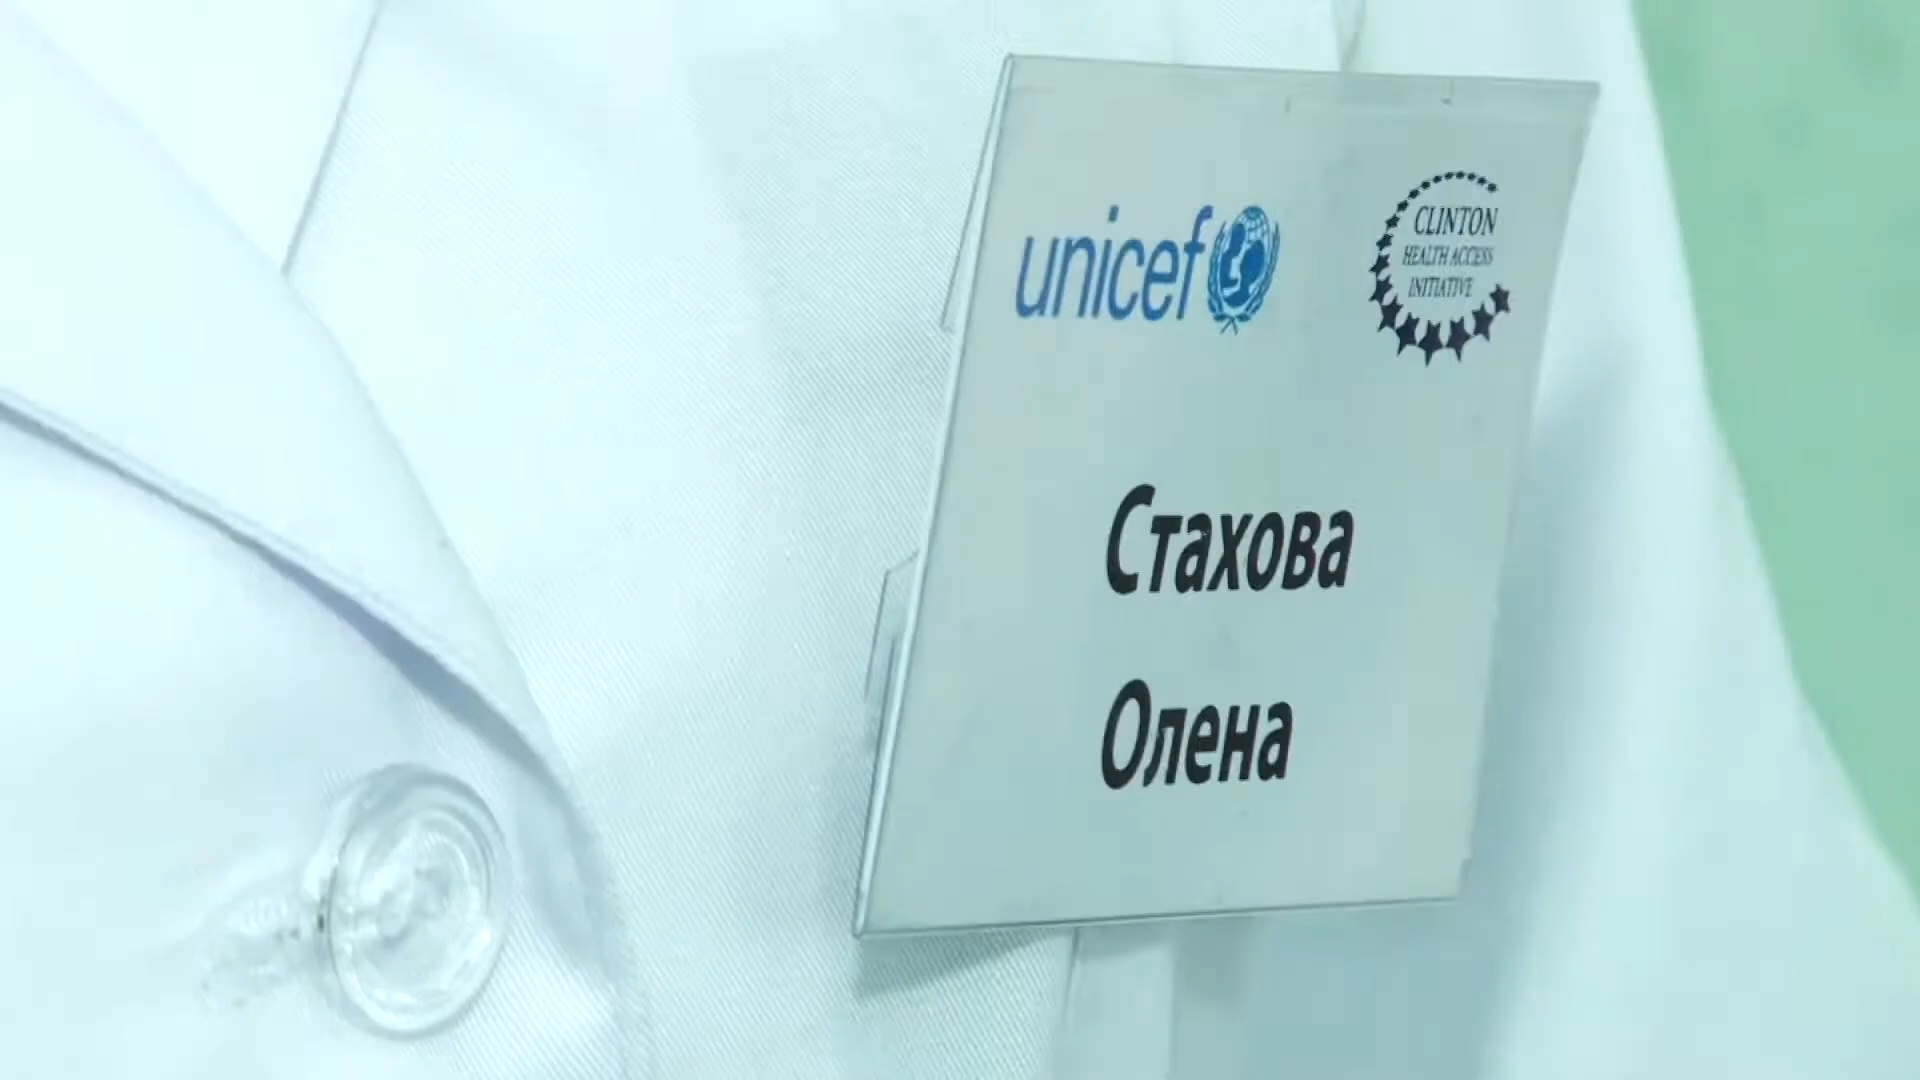 unicef
CLINTON
HEALTH ACCESS
INITIATIVE
Стахова
Олена